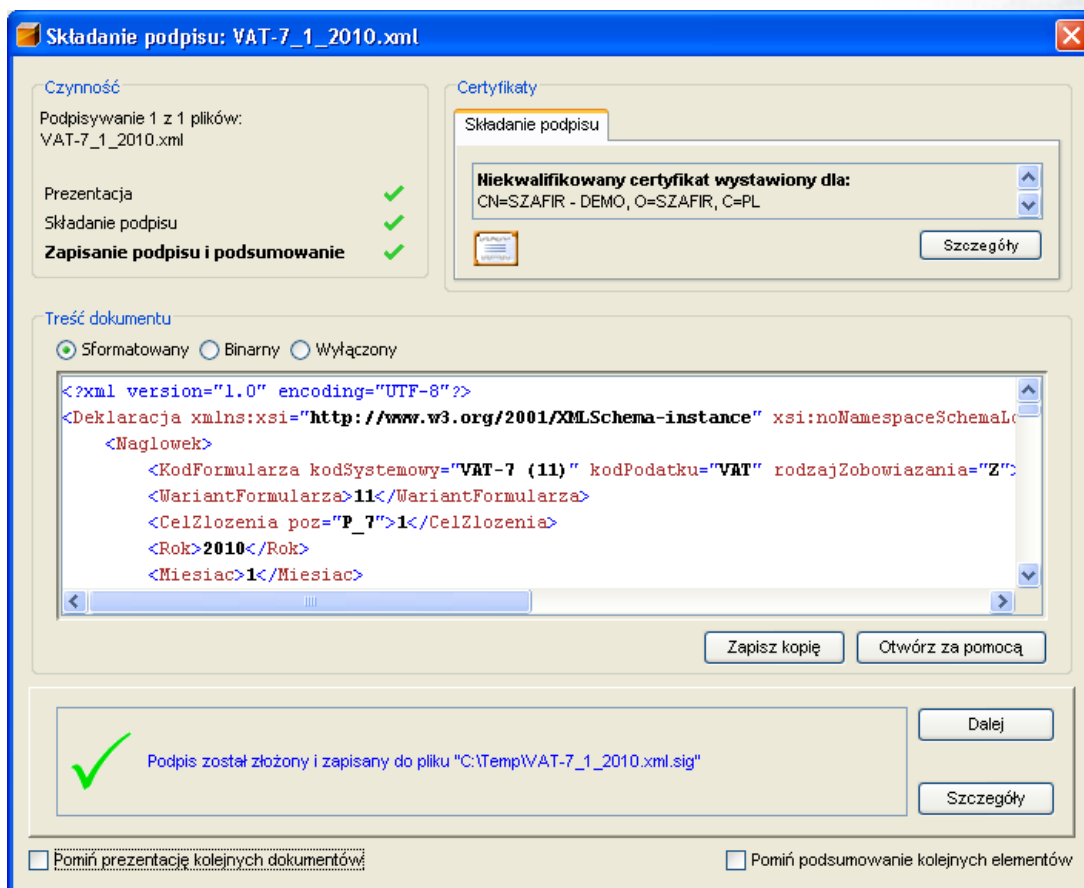 Składanie podpisu: VAT-7_1_2010.xml
Czynność
Podpisywanie 1 z 1 plików:
VAT-7_1_2010.xml
Prezentacja
Składanie podpisu
Zapisanie podpisu i podsumowanie
Certyfikaty
Składanie podpisu
Niekwalifikowany certyfikat wystawiony dla:
CN=SZAFIR - DEMO, O=SZAFIR, C=PL
Szczegóły
Treść dokumentu
Sformatowany Binarny Wyłączony
<?xml version="1.0" encoding="UTF-8"?>
<Deklaracja xmlns:xsi="http://www.w3.org/2001/XMLSchema-instance" xsi:noNamespaceSchemaLo
<Naglowek>
<KodFormularza kodSystemowy="VAT-7 (11)" kodPodatku="VAT" rodzajZobowiazania="Z">
<WariantFormularza>11</WariantFormularza>
<CelZlozenia poz="P_7">1</CelZlozenia>
<Rok>2010</Rok>
<Miesiac>1</Miesiac>
Zapisz kopię Otwórz za pomocą
Podpis został złożony i zapisany do pliku "C:\Temp\VAT-7_1_2010.xml.sig"
Dalej
Szczegóły
Pomiń prezentację kolejnych dokumentów
Pomiń podsumowanie kolejnych elementów